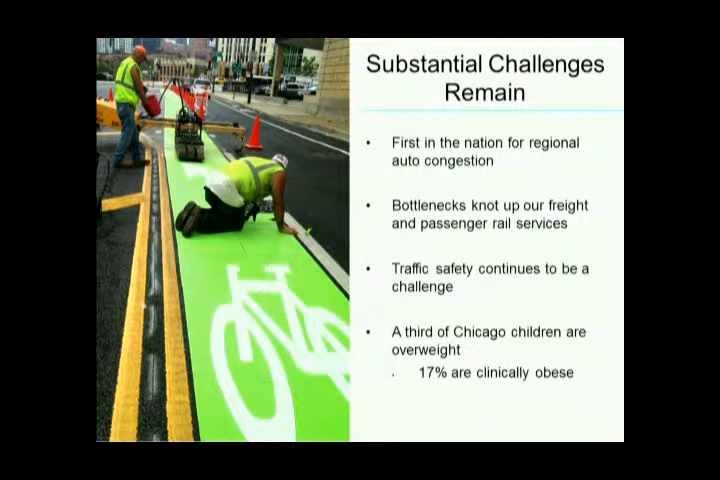 Substantial Challenges
Remain
• First in the nation for regional
auto congestion
• Bottlenecks knot up our freight
and passenger rail services
• Traffic safety continues to be a
challenge
• A third of Chicago children are
overweight
• 17% are clinically obese